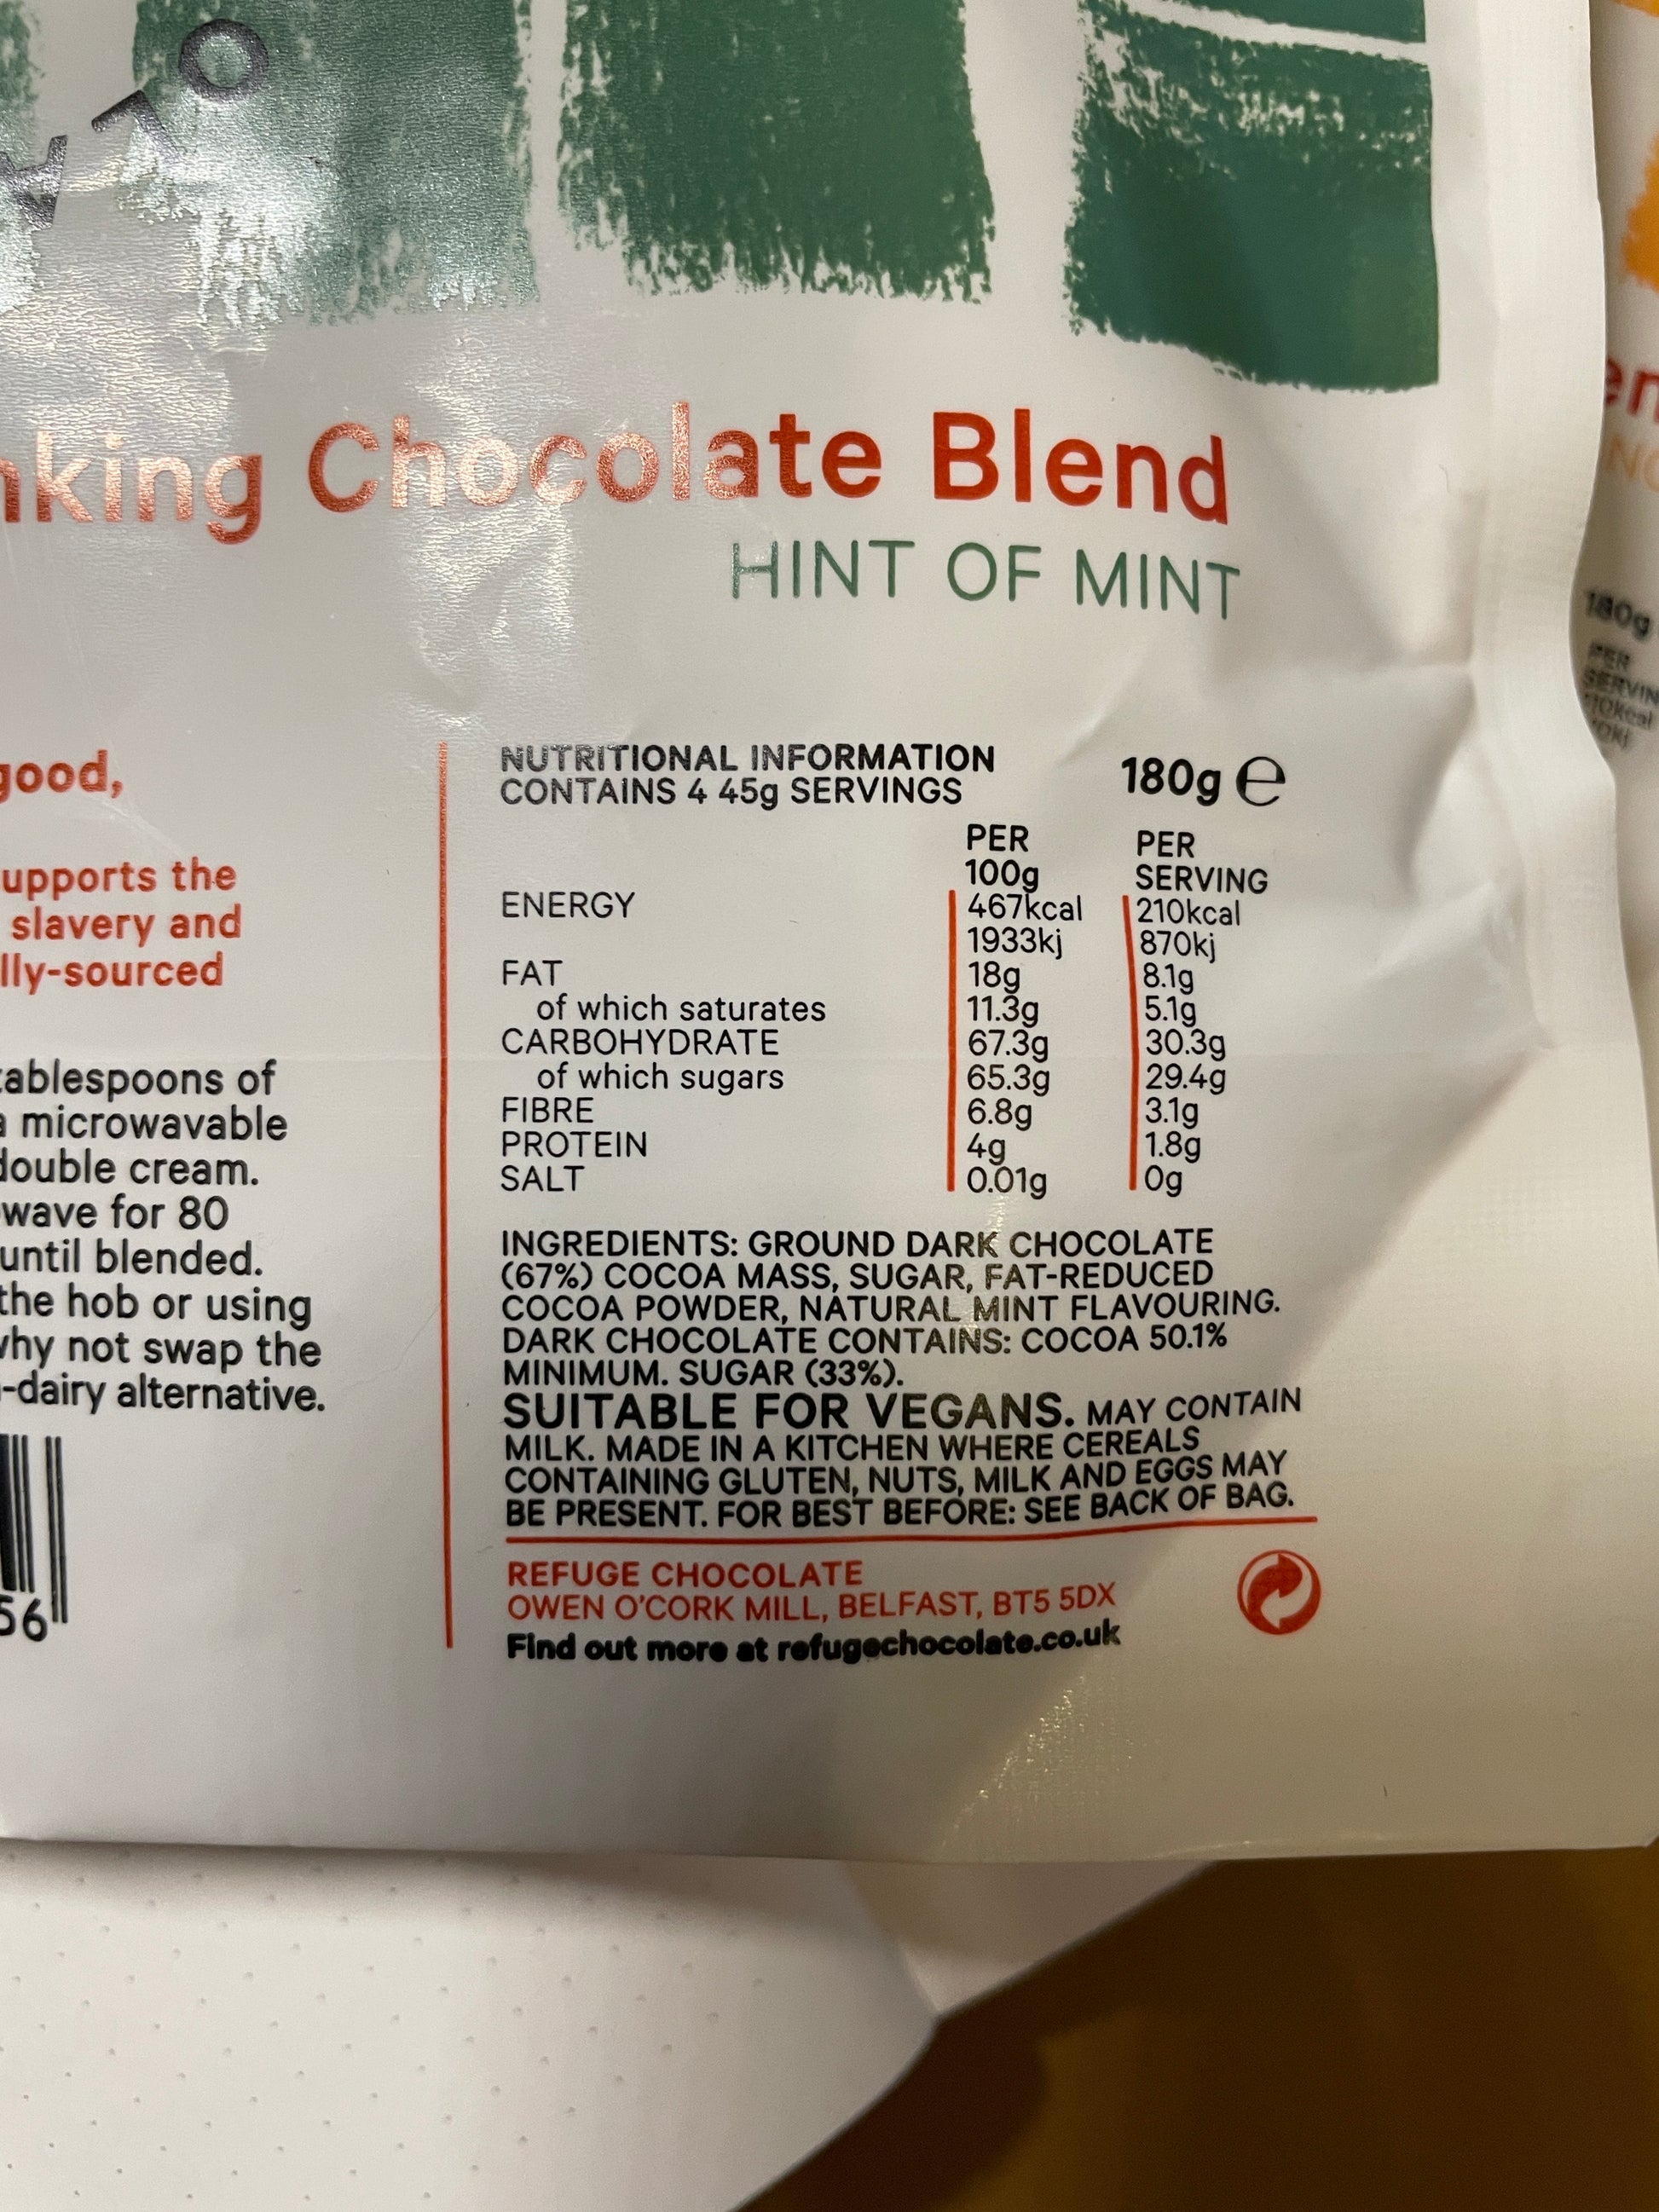 Chocolate Blend
HINT OF MINT
good,
the
slavery and
tablespoons of
a microwavable
double cream.
for 80
until blended.
the hob or using
why not swap the
-dairy alternative.
56
NUTRITIONAL INFORMATION
CONTAINS 4 45g SERVINGS
180g e
PER 100g PER SERVING
ENERGY 467kcal 210kcal
1933kj 870kj
FAT 18g 8.1g
of which saturates 11.3g 5.1g
CARBOHYDRATE 67.3g 30.3g
of which sugars 65.3g 29.4g
FIBRE 6.8g 3.1g
PROTEIN 4g 1.8g
SALT 0.01g 0g
INGREDIENTS: GROUND DARK CHOCOLATE
(67%) COCOA MASS, SUGAR, FAT-REDUCED
COCOA POWDER, NATURAL MINT FLAVOURING.
DARK CHOCOLATE CONTAINS: COCOA 50.1%
MINIMUM. SUGAR (33%).
SUITABLE FOR VEGANS. MAY CONTAIN
MILK. MADE IN A KITCHEN WHERE CEREALS
CONTAINING GLUTEN, NUTS, MILK AND EGGS MAY
BE PRESENT. FOR BEST BEFORE: SEE BACK OF BAG.
REFUGE CHOCOLATE
OWEN O'CORK MILL, BELFAST, BT5 5DX
Find out more at refugechocolate.co.uk
180g
PER